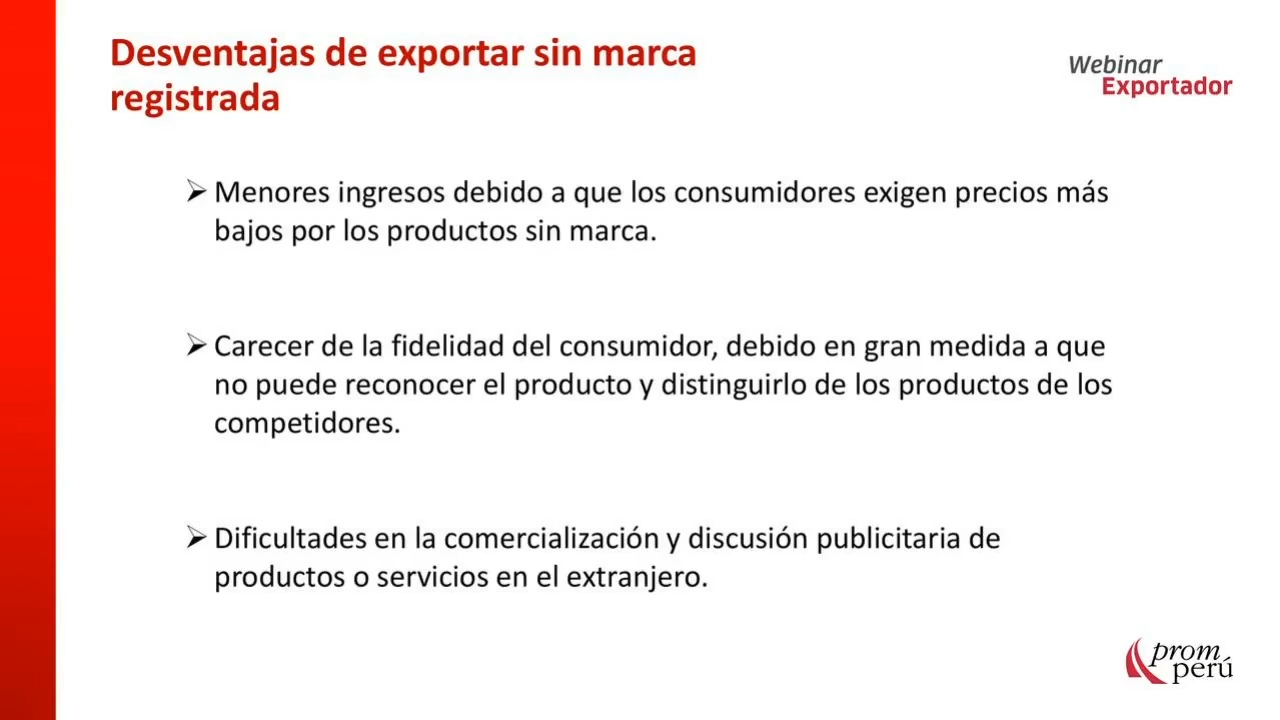 Desventajas de exportar sin marca
registrada
Webinar
Exportador
➢ Menores ingresos debido a que los consumidores exigen precios más
bajos por los productos sin marca.
➢ Carecer de la fidelidad del consumidor, debido en gran medida a que
no puede reconocer el producto y distinguirlo de los productos de los
competidores.
➢ Dificultades en la comercialización y discusión publicitaria de
productos o servicios en el extranjero.
prom
perú